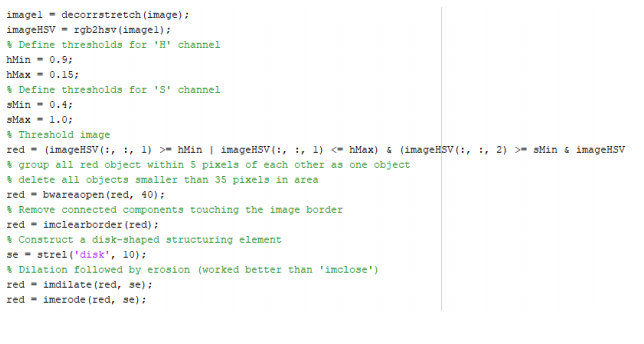 image1 = decorrstretch(image);
imageHSV = rgb2hsv(image1);
% Define thresholds for 'H' channel
hMin = 0.9;
hMax = 0.15;
% Define thresholds for 'S' channel
sMin = 0.4;
sMax = 1.0;
% Threshold image
red = (imageHSV(:, :, 1) >= hMin | imageHSV(:, :, 1) <= hMax) & (imageHSV(:, :, 2) >= sMin & imageHSV
% group all red object within 5 pixels of each other as one object
% delete all objects smaller than 35 pixels in area
red = bwareaopen(red, 40);
% Remove connected components touching the image border
red = imclearborder(red);
% Construct a disk-shaped structuring element
se = strel('disk', 10);
% Dilation followed by erosion (worked better than 'imclose')
red = imdilate(red, se);
red = imerode(red, se);